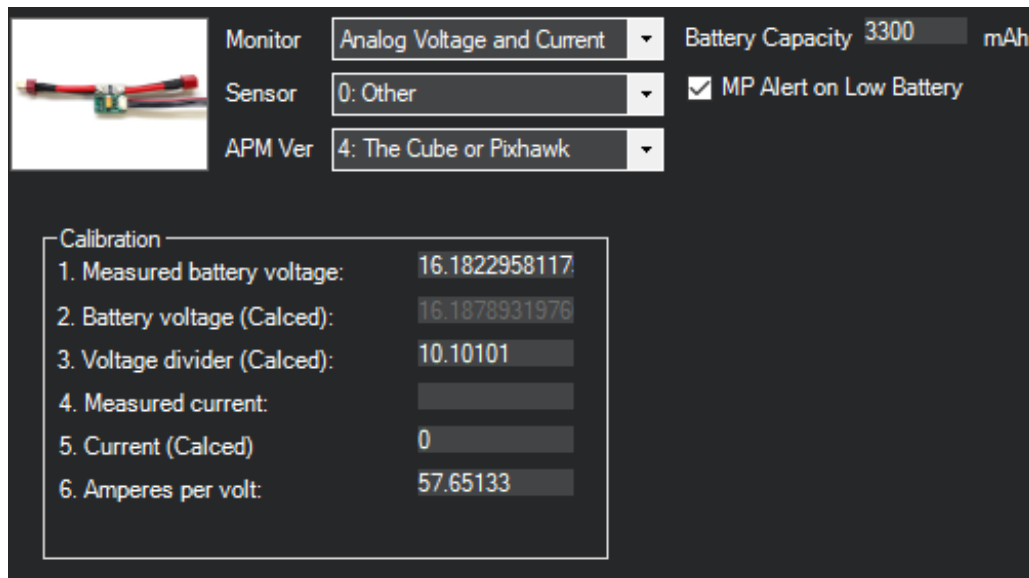 Monitor Analog Voltage and Current Battery Capacity 3300 mAh
Sensor 0: Other MP Alert on Low Battery
APM Ver 4: The Cube or Pixhawk
Calibration
1. Measured battery voltage: 16.1822958117
2. Battery voltage (Calced): 16.1878931976
3. Voltage divider (Calced): 10.10101
4. Measured current:
5. Current (Calced) 0
6. Amperes per volt: 57.65133